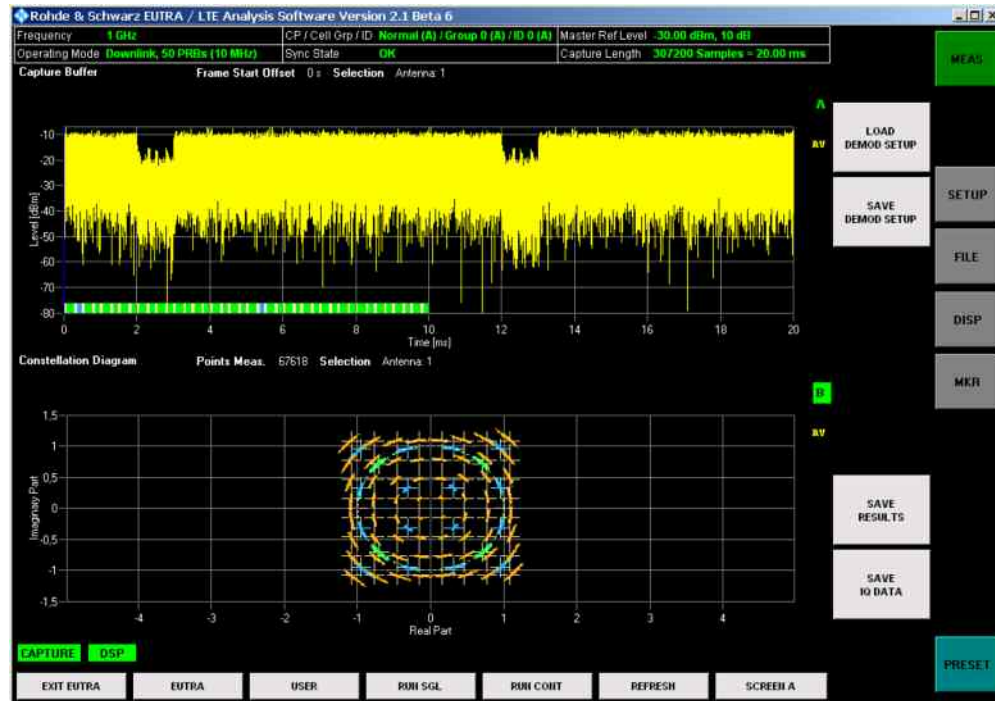 Rohde & Schwarz EUTRA / LTE Analysis Software Version 2.1 Beta 6
Frequency 1 GHz CP / Cell Grp / ID Normal (A) / Group 0 (A) / ID 0 (A) Master Ref Level -30.00 dBm, 10 dB
Operating Mode Downlink, 50 PRBs (10 MHz) Sync State OK Capture Length 307200 Samples = 20.00 ms
MEAS
Capture Buffer Frame Start Offset 0 s Selection Antenna: 1
A
AV
LOAD
DEMOD SETUP
SAVE
DEMOD SETUP
SETUP
FILE
DISP
MKR
Level [dBm]
-10
-20
-30
-40
-50
-60
-70
-80
0 2 4 6 8 10 12 14 16 18 20
Time [ms]
Constellation Diagram Points Meas. 67618 Selection Antenna: 1
B
AV
Imaginary Part
1,5
1
0,5
0
-0,5
-1
-1,5
-4 -3 -2 -1 0 1 2 3 4
Real Part
SAVE
RESULTS
SAVE
IQ DATA
CAPTURE DSP
PRESET
EXIT EUTRA EUTRA USER RUN SGL RUN CONT REFRESH SCREEN A